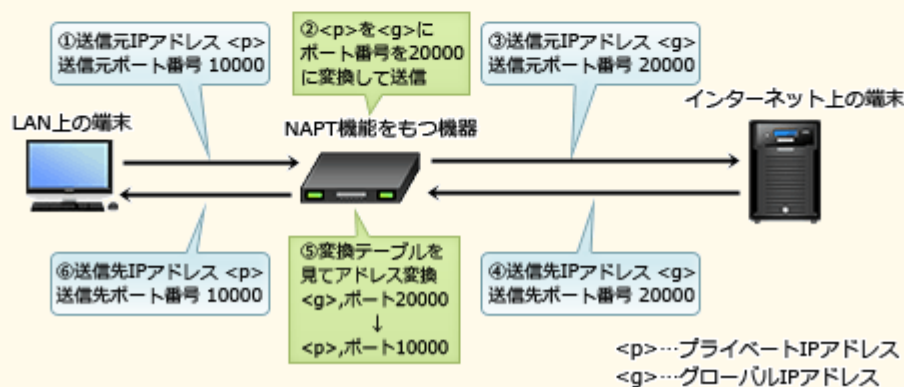 ①送信元IPアドレス <p>
送信元ポート番号 10000
②<p>を<g>に
ポート番号を20000
に変換して送信
③送信元IPアドレス <g>
送信元ポート番号 20000
LAN上の端末
NAPT機能をもつ機器
インターネット上の端末
⑥送信先IPアドレス <p>
送信先ポート番号 10000
⑤変換テーブルを
見てアドレス変換
<g>,ポート20000
↓
<p>,ポート10000
④送信先IPアドレス <g>
送信先ポート番号 20000
<p>…プライベートIPアドレス
<g>…グローバルIPアドレス